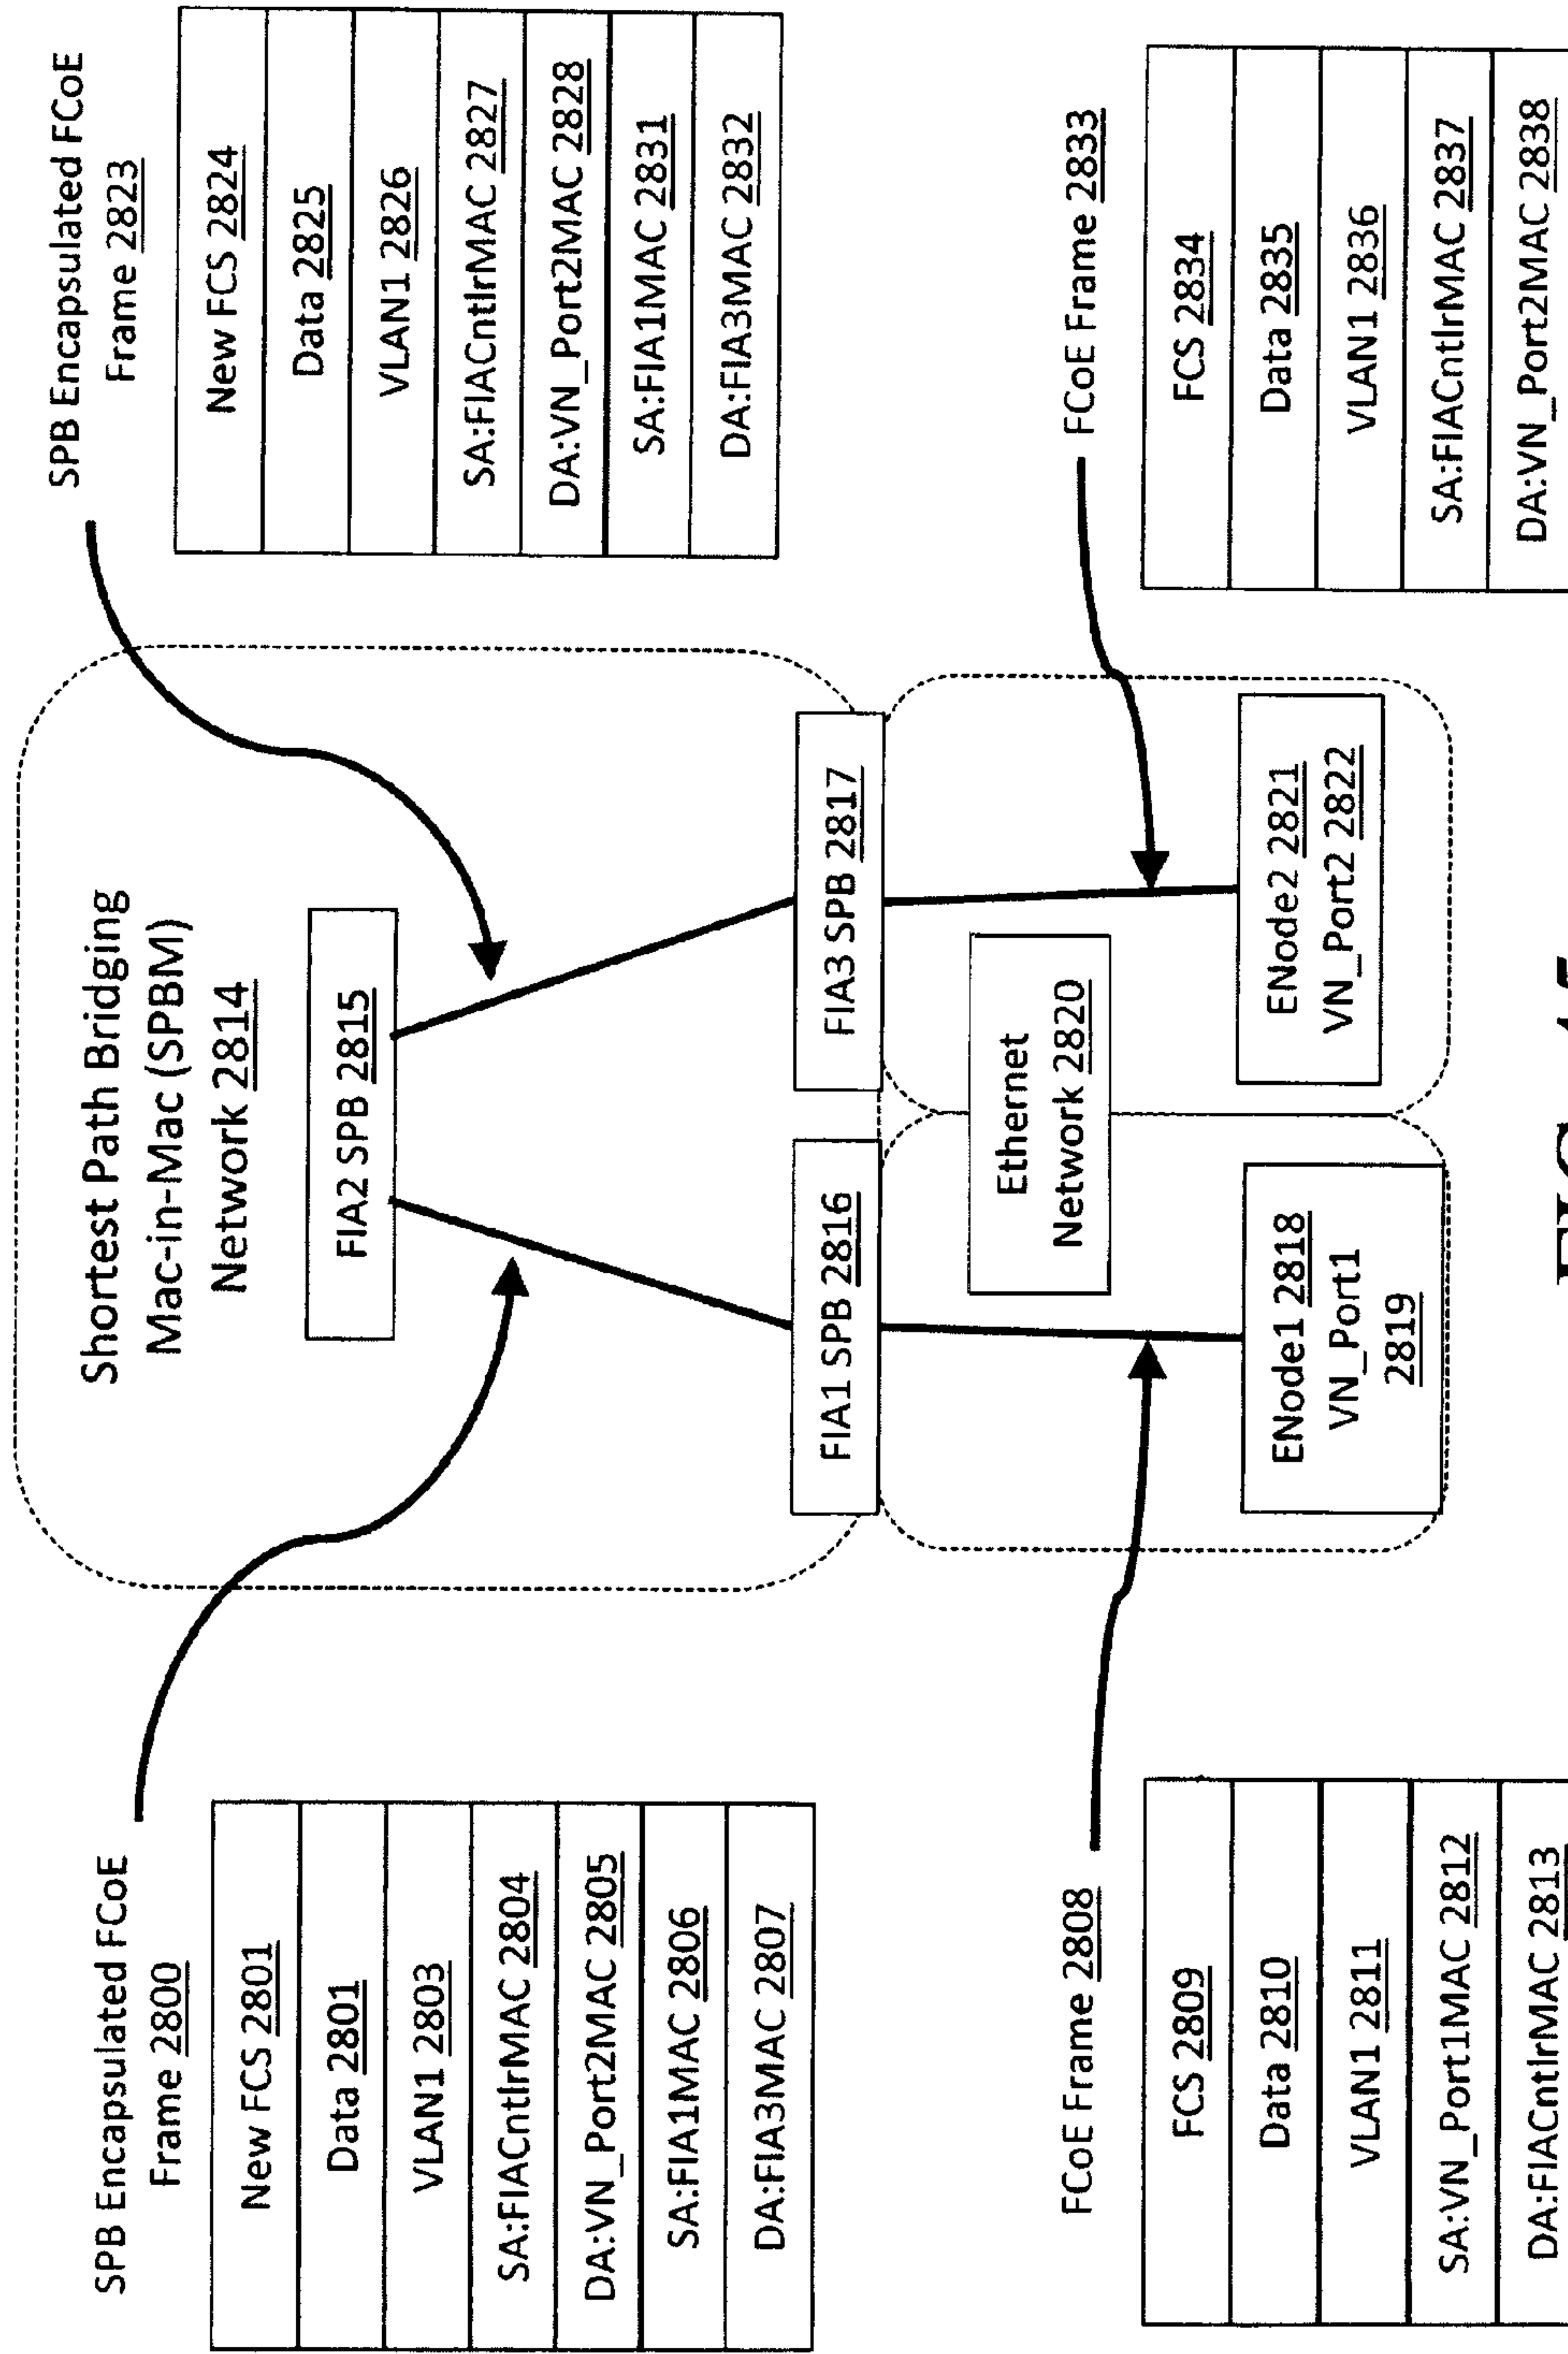 SPB Encapsulated FCoE
Frame 2800
New FCS 2801
Data 2801
VLAN1 2803
SA:FIACntlrMAC 2804
DA:VN_Port2MAC 2805
SA:FIA1MAC 2806
DA:FIA3MAC 2807
FCoE Frame 2808
FCS 2809
Data 2810
VLAN1 2811
SA:VN_Port1MAC 2812
DA:FIACntlrMAC 2813
Shortest Path Bridging
Mac-in-Mac (SPBM)
Network 2814
FIA2 SPB 2815
FIA1 SPB 2816
FIA3 SPB 2817
Ethernet
Network 2820
ENode1 2818
VN_Port1
2819
ENode2 2821
VN_Port2 2822
SPB Encapsulated FCoE
Frame 2823
New FCS 2824
Data 2825
VLAN1 2826
SA:FIACntlrMAC 2827
DA:VN_Port2MAC 2828
SA:FIA1MAC 2831
DA:FIA3MAC 2832
FCoE Frame 2833
FCS 2834
Data 2835
VLAN1 2836
SA:FIACntlrMAC 2837
DA:VN_Port2MAC 2838